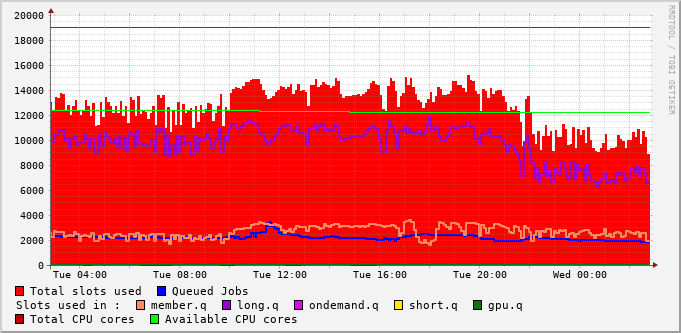 20000
18000
16000
14000
12000
10000
8000
6000
4000
2000
0
Tue 04:00 Tue 08:00 Tue 12:00 Tue 16:00 Tue 20:00 Wed 00:00
RRDTOOL / TOBI OETIKER
Total slots used Queued Jobs
Slots used in : member.q long.q ondemand.q short.q gpu.q
Total CPU cores Available CPU cores